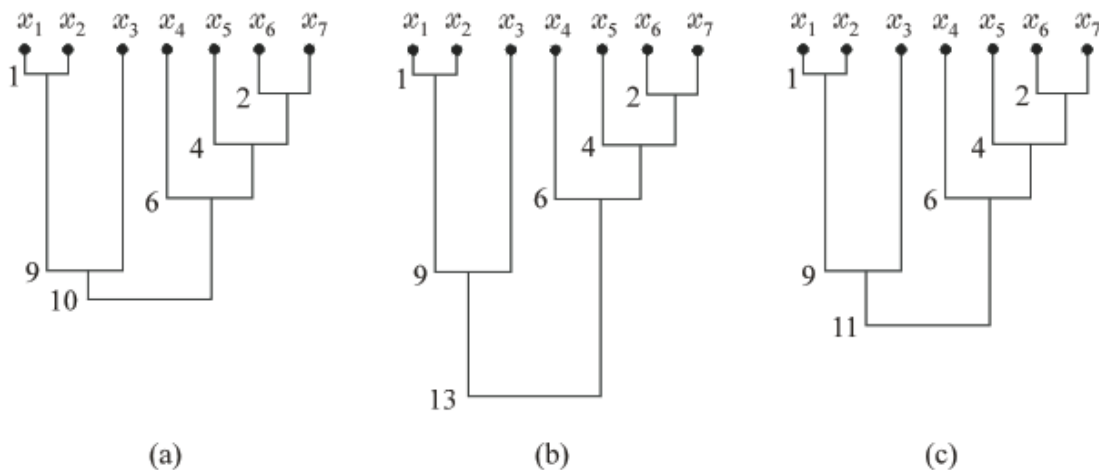 x₁ x₂ x₃ x₄ x₅ x₆ x₇ x₁ x₂ x₃ x₄ x₅ x₆ x₇ x₁ x₂ x₃ x₄ x₅ x₆ x₇
1 1 1
2 2 2
4 4 4
6 6 6
9 9 9
10
11
13
(a) (b) (c)